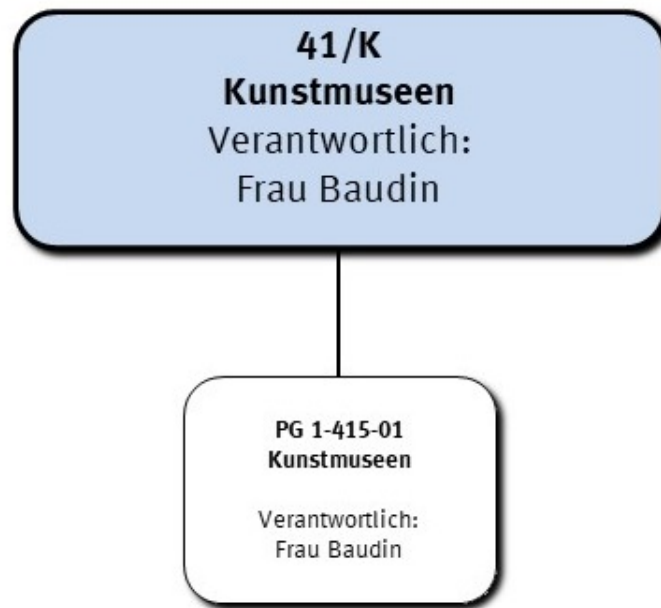 41/K
Kunstmuseen
Verantwortlich:
Frau Baudin
PG 1-415-01
Kunstmuseen
Verantwortlich:
Frau Baudin